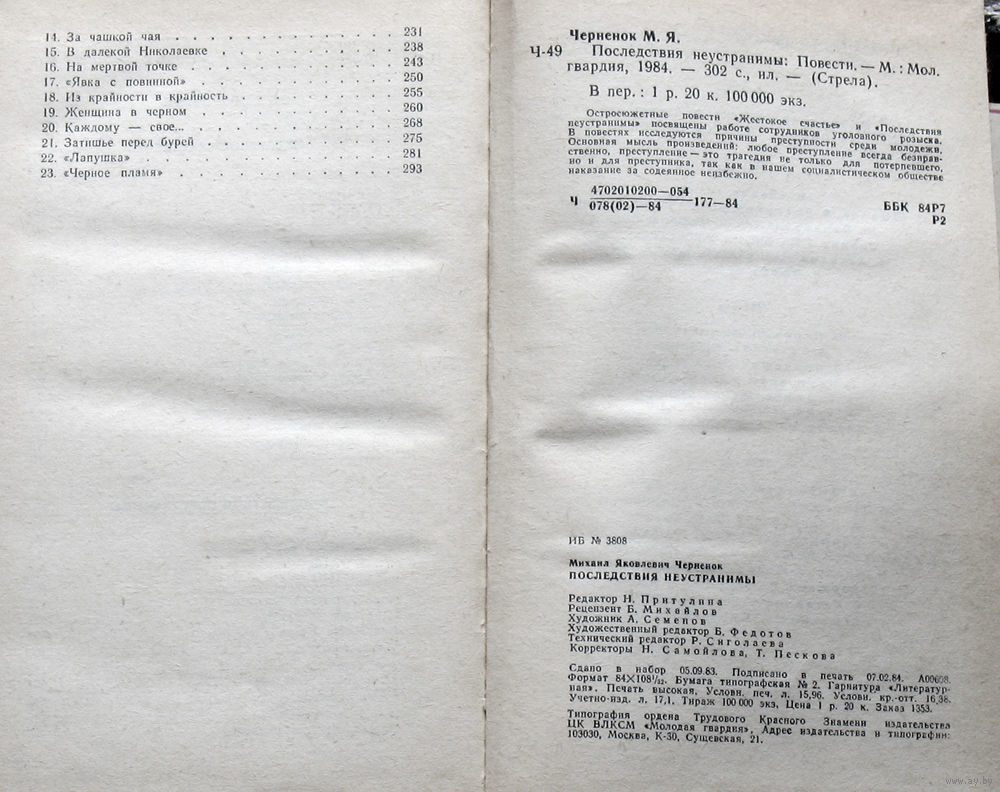 14. За чашкой чая . . . . . . . . . . . . . . 231
15. В далекой Николаевке . . . . . . . . . . . 238
16. На мертвой точке . . . . . . . . . . . . . 243
17. «Явка с повинной» . . . . . . . . . . . . 250
18. Из крайности в крайность . . . . . . . . . 255
19. Женщина в черном . . . . . . . . . . . . 260
20. Каждому — свое... . . . . . . . . . . . . 268
21. Затишье перед бурей . . . . . . . . . . . 275
22. «Лапушка» . . . . . . . . . . . . . . . 281
23. «Черное пламя» . . . . . . . . . . . . . 293
Черненок М. Я.
Ч-49 Последствия неустранимы: Повести. — М. : Мол.
гвардия, 1984. — 302 с., ил. — (Стрела).
В пер. : 1 р. 20 к. 100 000 экз.
Остросюжетные повести «Жестокое счастье» и «Последствия
неустранимы» посвящены работе сотрудников уголовного розыска.
В повестях исследуются причины преступности среди молодежи.
Основная мысль произведений: любое преступление всегда безнрав-
ственно, преступление — это трагедия не только для потерпевшего,
но и для преступника, так как в нашем социалистическом обществе
наказание за содеянное неизбежно.
Ч 4702010200—054
078(02)—84 177—84
ББК 84Р7
Р2
ИБ № 3808
Михаил Яковлевич Черненок
ПОСЛЕДСТВИЯ НЕУСТРАНИМЫ
Редактор Н. Притулина
Рецензент Б. Михайлов
Художник А. Семенов
Художественный редактор Б. Федотов
Технический редактор Р. Сиголаева
Корректоры Н. Самойлова, Т. Пескова
Сдано в набор 05.09.83. Подписано в печать 07.02.84. А00608.
Формат 84×108¹/₃₂. Бумага типографская № 2. Гарнитура «Литератур-
ная». Печать высокая, Условн. печ. л. 15,96. Условн. кр.-отт. 16,38.
Учетно-изд. л. 17,1. Тираж 100 000 экз. Цена 1 р. 20 к. Заказ 1353.
Типография ордена Трудового Красного Знамени издательства
ЦК ВЛКСМ «Молодая гвардия». Адрес издательства и типографии:
103030, Москва, К-30, Сущевская, 21.
www.ay.by